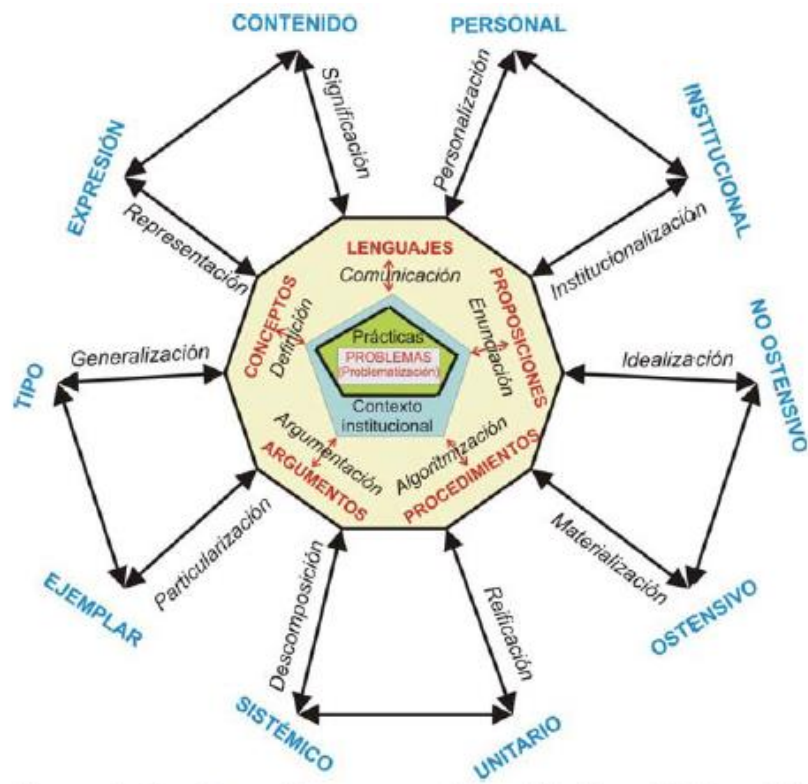 CONTENIDO
PERSONAL
Significación
Personalización
EXPRESIÓN
INSTITUCIONAL
Representación
Institucionalización
LENGUAJES
Comunicación
CONCEPTOS
Definición
PROPOSICIONES
Enunciación
Prácticas
PROBLEMAS
(Problematización)
Contexto
institucional
Argumentación
ARGUMENTOS
Algoritmización
PROCEDIMIENTOS
Generalización
TIPO
Idealización
NO OSTENSIVO
Particularización
EJEMPLAR
Materialización
OSTENSIVO
Descomposición
Reificación
SISTÉMICO
UNITARIO